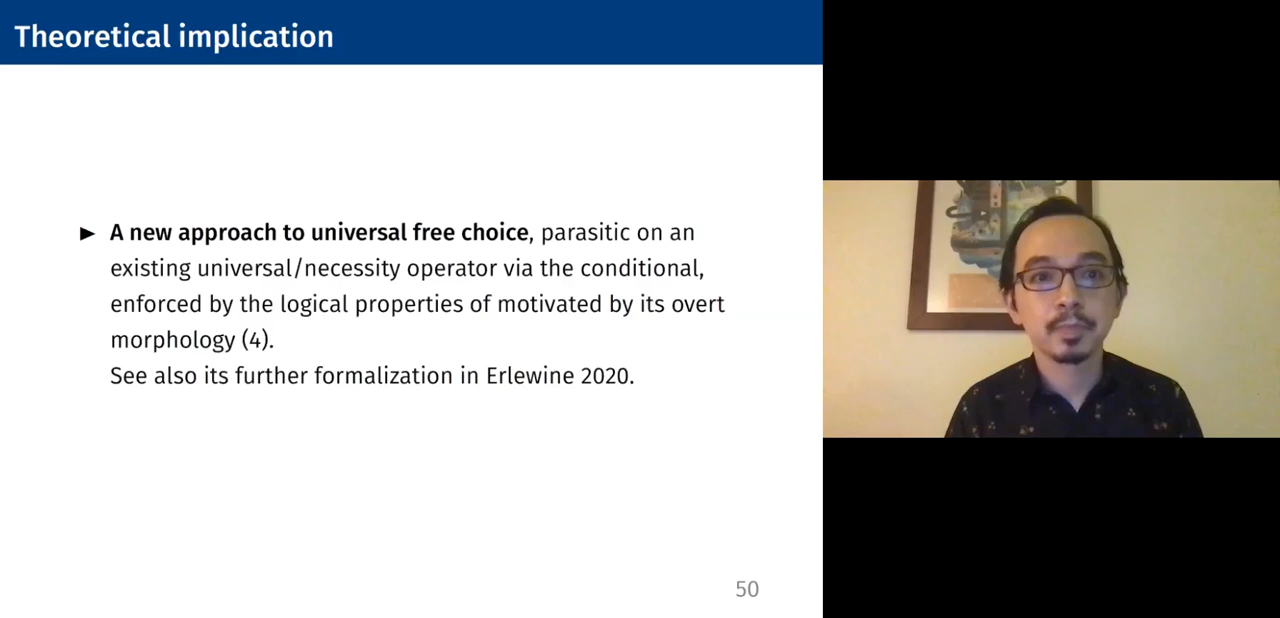 Theoretical implication
► A new approach to universal free choice, parasitic on an
existing universal/necessity operator via the conditional,
enforced by the logical properties of motivated by its overt
morphology (4).
See also its further formalization in Erlewine 2020.
50